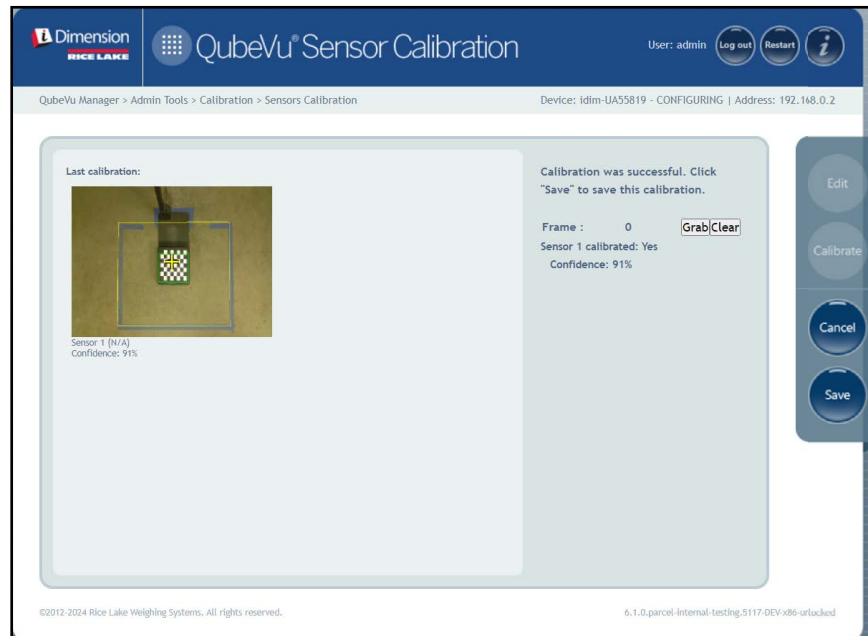 iDimension
RICE LAKE
QubeVu® Sensor Calibration
User: admin
Log out
Restart
i
QubeVu Manager > Admin Tools > Calibration > Sensors Calibration
Device: idim-UA55819 - CONFIGURING | Address: 192.168.0.2
Last calibration:
Sensor 1 (N/A)
Confidence: 91%
Calibration was successful. Click
"Save" to save this calibration.
Frame : 0 Grab Clear
Sensor 1 calibrated: Yes
Confidence: 91%
Edit
Calibrate
Cancel
Save
©2012-2024 Rice Lake Weighing Systems. All rights reserved.
6.1.0.parcel-internal-testing.5117-DEV-x86-urlocked